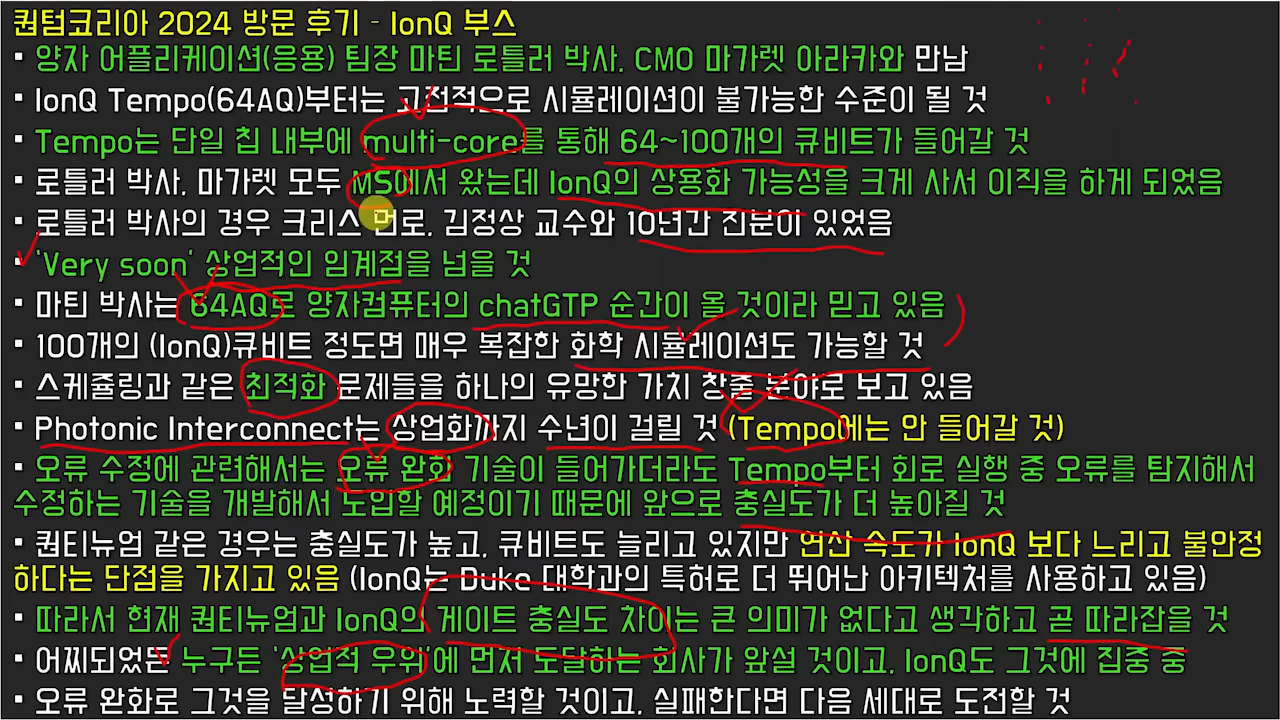 퀀텀코리아 2024 방문 후기 - IonQ 부스
▪ 양자 어플리케이션(응용) 팀장 마틴 로틀러 박사, CMO 마가렛 아라카와 만남
▪ IonQ Tempo(64AQ)부터는 고전적으로 시뮬레이션이 불가능한 수준이 될 것
▪ Tempo는 단일 칩 내부에 multi-core를 통해 64~100개의 큐비트가 들어갈 것
▪ 로틀러 박사, 마가렛 모두 MS에서 왔는데 IonQ의 상용화 가능성을 크게 사서 이직을 하게 되었음
▪ 로틀러 박사의 경우 크리스 먼로, 김정상 교수와 10년간 친분이 있었음
▪ 'Very soon' 상업적인 임계점을 넘을 것
▪ 마틴 박사는 64AQ로 양자컴퓨터의 chatGTP 순간이 올 것이라 믿고 있음
▪ 100개의 (IonQ)큐비트 정도면 매우 복잡한 화학 시뮬레이션도 가능할 것
▪ 스케쥴링과 같은 최적화 문제들을 하나의 유망한 가치 창출 분야로 보고 있음
▪ Photonic Interconnect는 상업화까지 수년이 걸릴 것 (Tempo에는 안 들어갈 것)
▪ 오류 수정에 관련해서는 오류 완화 기술이 들어가더라도 Tempo부터 회로 실행 중 오류를 탐지해서
수정하는 기술을 개발해서 도입할 예정이기 때문에 앞으로 충실도가 더 높아질 것
▪ 퀀티뉴엄 같은 경우는 충실도가 높고, 큐비트도 늘리고 있지만 연산 속도가 IonQ 보다 느리고 불안정
하다는 단점을 가지고 있음 (IonQ는 Duke 대학과의 특허로 더 뛰어난 아키텍처를 사용하고 있음)
▪ 따라서 현재 퀀티뉴엄과 IonQ의 게이트 충실도 차이는 큰 의미가 없다고 생각하고 곧 따라잡을 것
▪ 어찌되었든 누구든 '상업적 우위'에 먼저 도달하는 회사가 앞설 것이고, IonQ도 그것에 집중 중
▪ 오류 완화로 그것을 달성하기 위해 노력할 것이고, 실패한다면 다음 세대로 도전할 것